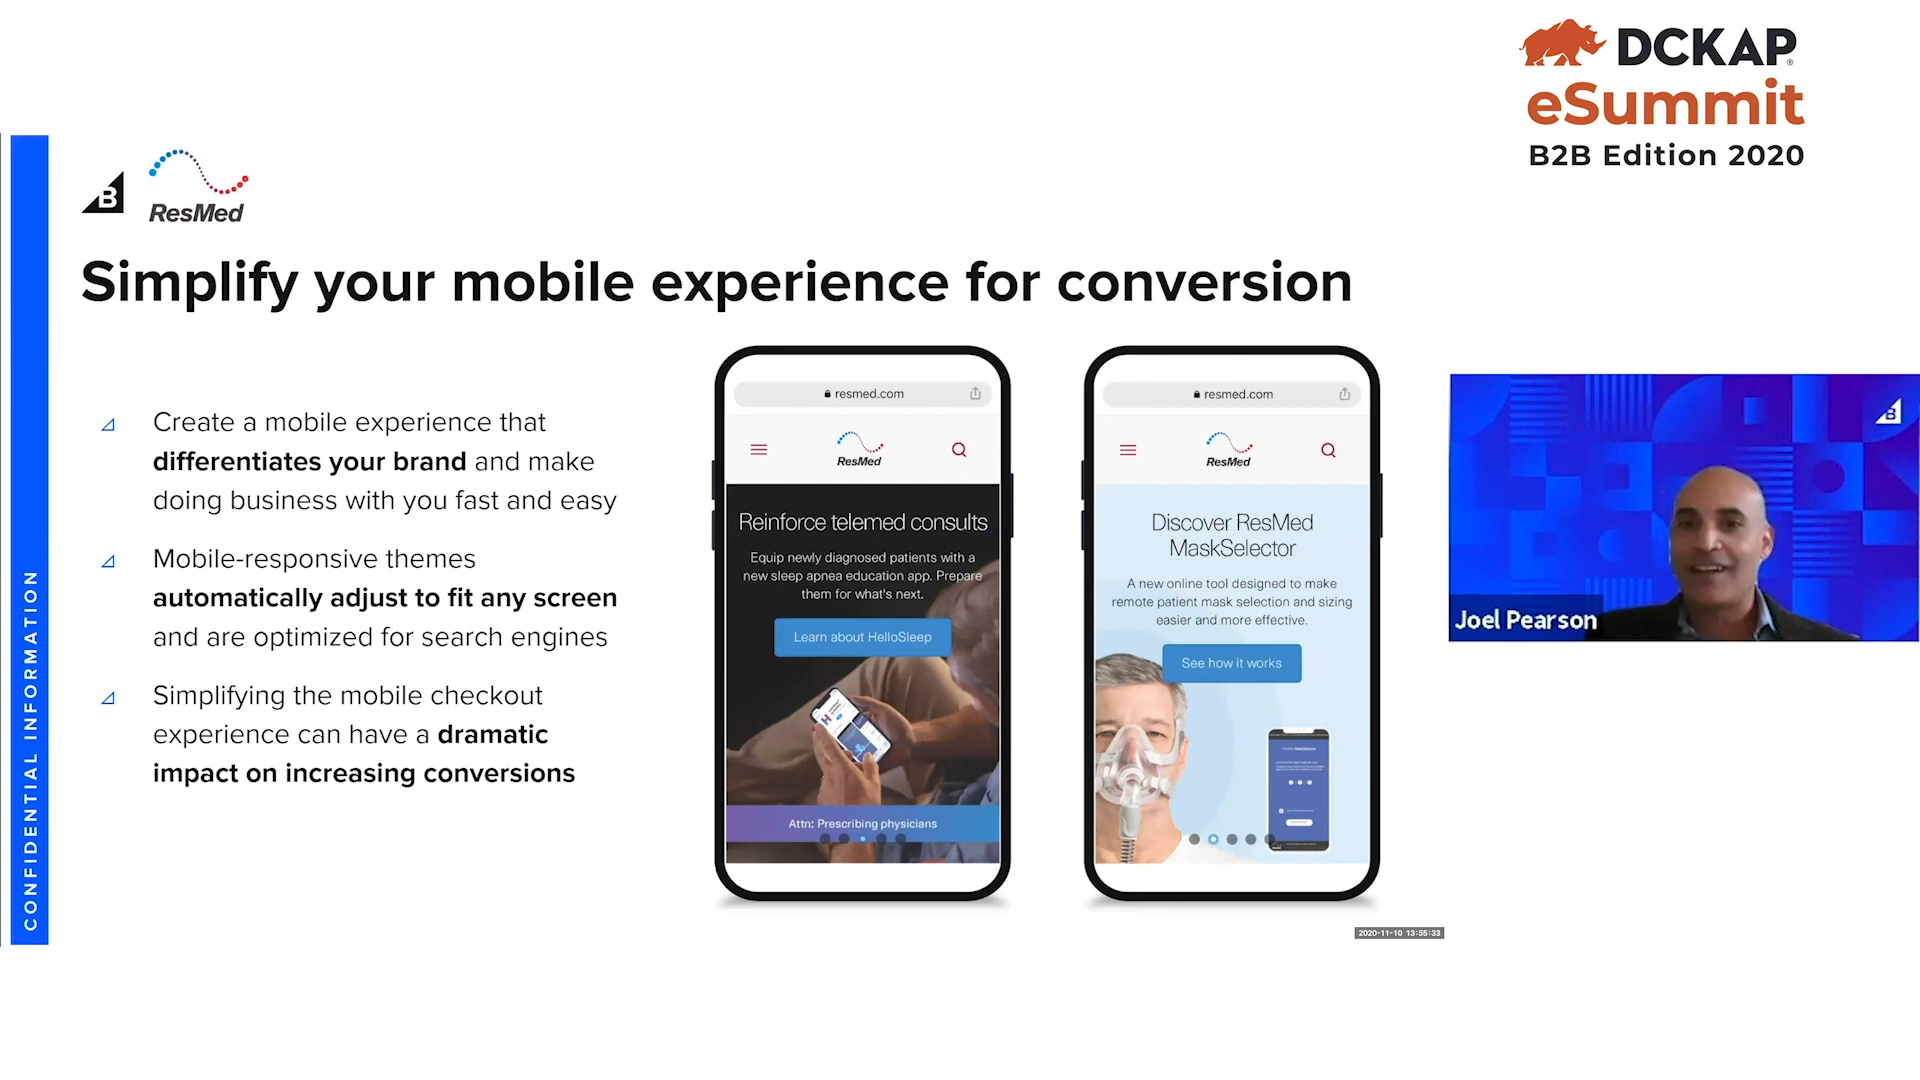 DCKAP
eSummit
B2B Edition 2020
B
ResMed
Simplify your mobile experience for conversion
Create a mobile experience that
differentiates your brand and make
doing business with you fast and easy
Mobile-responsive themes
automatically adjust to fit any screen
and are optimized for search engines
Simplifying the mobile checkout
experience can have a dramatic
impact on increasing conversions
CONFIDENTIAL INFORMATION
resmed.com
ResMed
Reinforce telemed consults
Equip newly diagnosed patients with a
new sleep apnea education app. Prepare
them for what's next.
Learn about HelloSleep
Attn: Prescribing physicians
resmed.com
ResMed
Discover ResMed
MaskSelector
A new online tool designed to make
remote patient mask selection and sizing
easier and more effective.
See how it works
B
Joel Pearson
2020-11-10 13:55:33